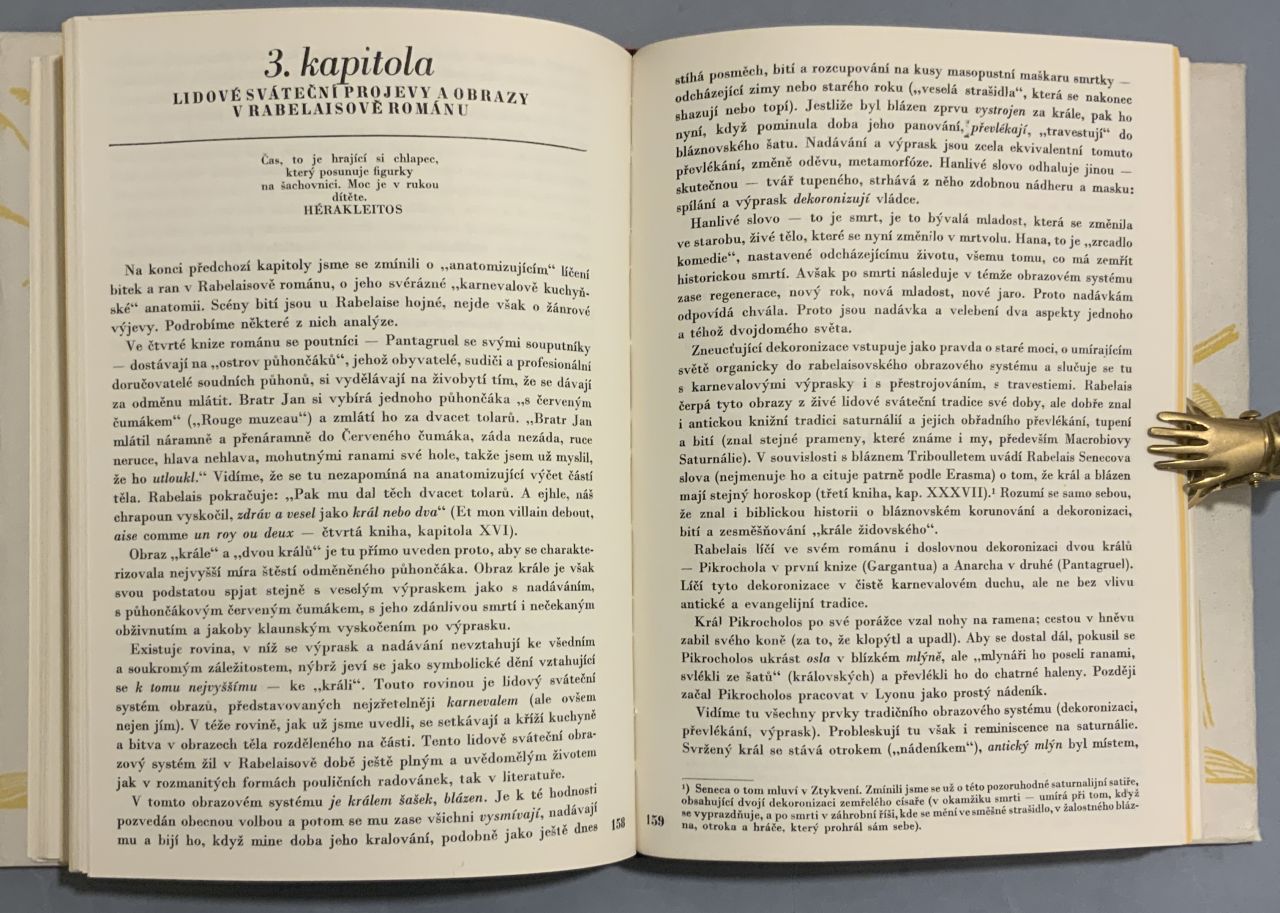 3. kapitola
LIDOVÉ SVÁTEČNÍ PROJEVY A OBRAZY
V RABELAISOVĚ ROMÁNU
Čas, to je hrající si chlapec,
který posunuje figurky
na šachovnici. Moc je v rukou
dítěte.
HÉRAKLEITOS
Na konci předchozí kapitoly jsme se zmínili o „anatomizujícím“ líčení
bitek a ran v Rabelaisově románu, o jeho svérázné „karnevalově kuchyň-
ské“ anatomii. Scény bití jsou u Rabelaise hojné, nejde však o žánrové
výjevy. Podrobíme některé z nich analýze.
Ve čtvrté knize románu se poutníci — Pantagruel se svými souputníky
— dostávají na „ostrov půhončáků“, jehož obyvatelé, sudiči a profesionální
doručovatelé soudních půhonů, si vydělávají na živobytí tím, že se dávají
za odměnu mlátit. Bratr Jan si vybírá jednoho půhončáka „s červeným
čumákem“ („Rouge muzeau“) a zmlátí ho za dvacet tolarů. „Bratr Jan
mlátil náramně a přenáramně do Červeného čumáka, záda nezáda, ruce
neruce, hlava nehlava, mohutnými ranami své hole, takže jsem už myslil,
že ho utloukl.“ Vidíme, že se tu nezapomíná na anatomizující výčet částí
těla. Rabelais pokračuje: „Pak mu dal těch dvacet tolarů. A ejhle, náš
chrapoun vyskočil, zdráv a vesel jako král nebo dva“ (Et mon villain debout,
aise comme un roy ou deux — čtvrtá kniha, kapitola XVI).
Obraz „krále“ a „dvou králů“ je tu přímo uveden proto, aby se charakte-
rizovala nejvyšší míra štěstí odměněného půhončáka. Obraz krále je však
svou podstatou spjat stejně s veselým výpraskem jako s nadáváním,
s půhončákovým červeným čumákem, s jeho zdánlivou smrtí i nečekaným
obživnutím a jakoby klaunským vyskočením po výprasku.
Existuje rovina, v níž se výprask a nadávání nevztahují ke všedním
a soukromým záležitostem, nýbrž jeví se jako symbolické dění vztahující
se k tomu nejvyššímu — ke „králi“. Touto rovinou je lidový sváteční
systém obrazů, představovaných nejzřetelněji karnevalem (ale ovšem
nejen jím). V téže rovině, jak už jsme uvedli, se setkávají a kříží kuchyně
a bitva v obrazech těla rozděleného na části. Tento lidově sváteční obra-
zový systém žil v Rabelaisově době ještě plným a uvědomělým životem
jak v rozmanitých formách pouličních radovánek, tak v literatuře.
V tomto obrazovém systému je králem šašek, blázen. Je k té hodnosti
pozvedán obecnou volbou a potom se mu zase všichni vysmívají, nadávají
mu a bijí ho, když mine doba jeho kralování, podobně jako ještě dnes
158
stíhá posměch, bití a rozcupování na kusy masopustní maškaru smrtky —
odcházející zimy nebo starého roku („veselá strašidla“, která se nakonec
shazují nebo topí). Jestliže byl blázen zprvu vystrojen za krále, pak ho
nyní, když pominula doba jeho panování, převlékají, „travestují“ do
bláznovského šatu. Nadávání a výprask jsou zcela ekvivalentní tomuto
převlékání, změně oděvu, metamorfóze. Hanlivé slovo odhaluje jinou —
skutečnou — tvář tupeného, strhává z něho zdobnou nádheru a masku:
spílání a výprask dekoronizují vládce.
Hanlivé slovo — to je smrt, je to bývalá mladost, která se změnila
ve starobu, živé tělo, které se nyní změnilo v mrtvolu. Hana, to je „zrcadlo
komedie“, nastavené odcházejícímu životu, všemu tomu, co má zemřít
historickou smrtí. Avšak po smrti následuje v témže obrazovém systému
zase regenerace, nový rok, nová mladost, nové jaro. Proto nadávkám
odpovídá chvála. Proto jsou nadávka a velebení dva aspekty jednoho
a téhož dvojdomého světa.
Zneucťující dekoronizace vstupuje jako pravda o staré moci, o umírajícím
světě organicky do rabelaisovského obrazového systému a slučuje se tu
s karnevalovými výprasky i s přestrojováním, s travestiemi. Rabelais
čerpá tyto obrazy z živé lidové sváteční tradice své doby, ale dobře znal
i antickou knižní tradici saturnálií a jejich obřadního převlékání, tupení
a bití (znal stejné prameny, které známe i my, především Macrobiovy
Saturnálie). V souvislosti s bláznem Triboulletem uvádí Rabelais Senecova
slova (nejmenuje ho a cituje patrně podle Erasma) o tom, že král a blázen
mají stejný horoskop (třetí kniha, kap. XXXVII).¹ Rozumí se samo sebou,
že znal i biblickou historii o bláznovském korunování a dekoronizaci,
bití a zesměšňování „krále židovského“.
Rabelais líčí ve svém románu i doslovnou dekoronizaci dvou králů
— Pikrochola v první knize (Gargantua) a Anarcha v druhé (Pantagruel).
Líčí tyto dekoronizace v čistě karnevalovém duchu, ale ne bez vlivu
antické a evangelijní tradice.
Král Pikrocholos po své porážce vzal nohy na ramena; cestou v hněvu
zabil svého koně (za to, že klopýtl a upadl). Aby se dostal dál, pokusil se
Pikrocholos ukrást osla v blízkém mlýně, ale „mlynáři ho poseli ranami,
svlékli ze šatů“ (královských) a převlékli ho do chatrné haleny. Později
začal Pikrocholos pracovat v Lyonu jako prostý nádeník.
Vidíme tu všechny prvky tradičního obrazového systému (dekoronizaci,
převlékání, výprask). Probleskují tu však i reminiscence na saturnálie.
Svržený král se stává otrokem („nádeníkem“), antický mlýn byl místem,
¹) Seneca o tom mluví v Ztykvení. Zmínili jsme se už o této pozoruhodné saturnalijní satiře,
obsahující dvojí dekoronizaci zemřelého císaře (v okamžiku smrti — umírá při tom, když
se vyprazdňuje, a po smrti v záhrobní říši, kde se mění ve směšné strašidlo, v žalostného bláz-
na, otroka a hráče, který prohrál sám sebe).
159